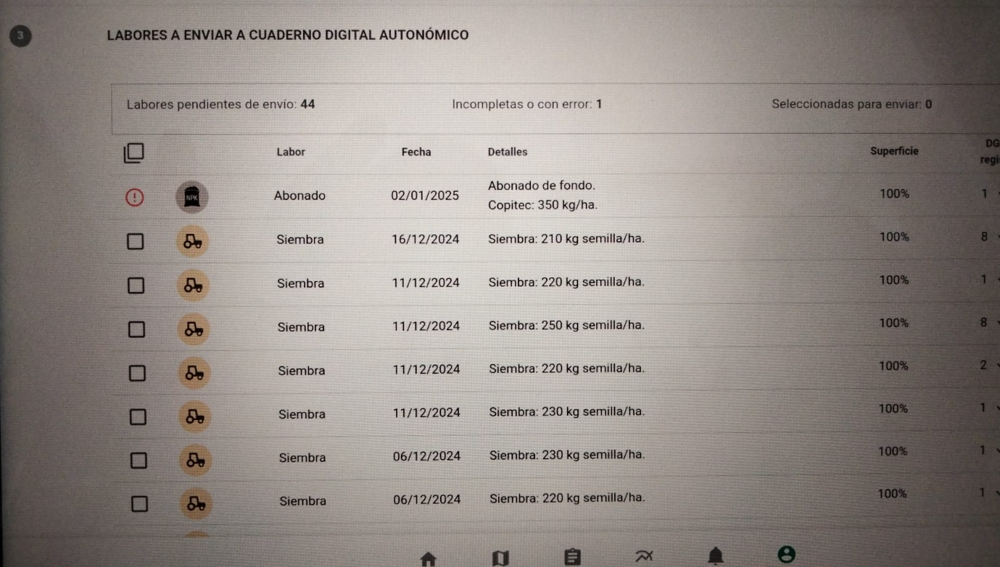 3 LABORES A ENVIAR A CUADERNO DIGITAL AUTONÓMICO
Labores pendientes de envío: 44 Incompletas o con error: 1 Seleccionadas para enviar: 0
Labor Fecha Detalles Superficie DG
regi
NPK Abonado 02/01/2025 Abonado de fondo. 100% 1
Copitec: 350 kg/ha.
Siembra 16/12/2024 Siembra: 210 kg semilla/ha. 100% 8
Siembra 11/12/2024 Siembra: 220 kg semilla/ha. 100% 1
Siembra 11/12/2024 Siembra: 250 kg semilla/ha. 100% 8
Siembra 11/12/2024 Siembra: 220 kg semilla/ha. 100% 2
Siembra 11/12/2024 Siembra: 230 kg semilla/ha. 100% 1
Siembra 06/12/2024 Siembra: 230 kg semilla/ha. 100% 1
Siembra 06/12/2024 Siembra: 220 kg semilla/ha. 100% 1